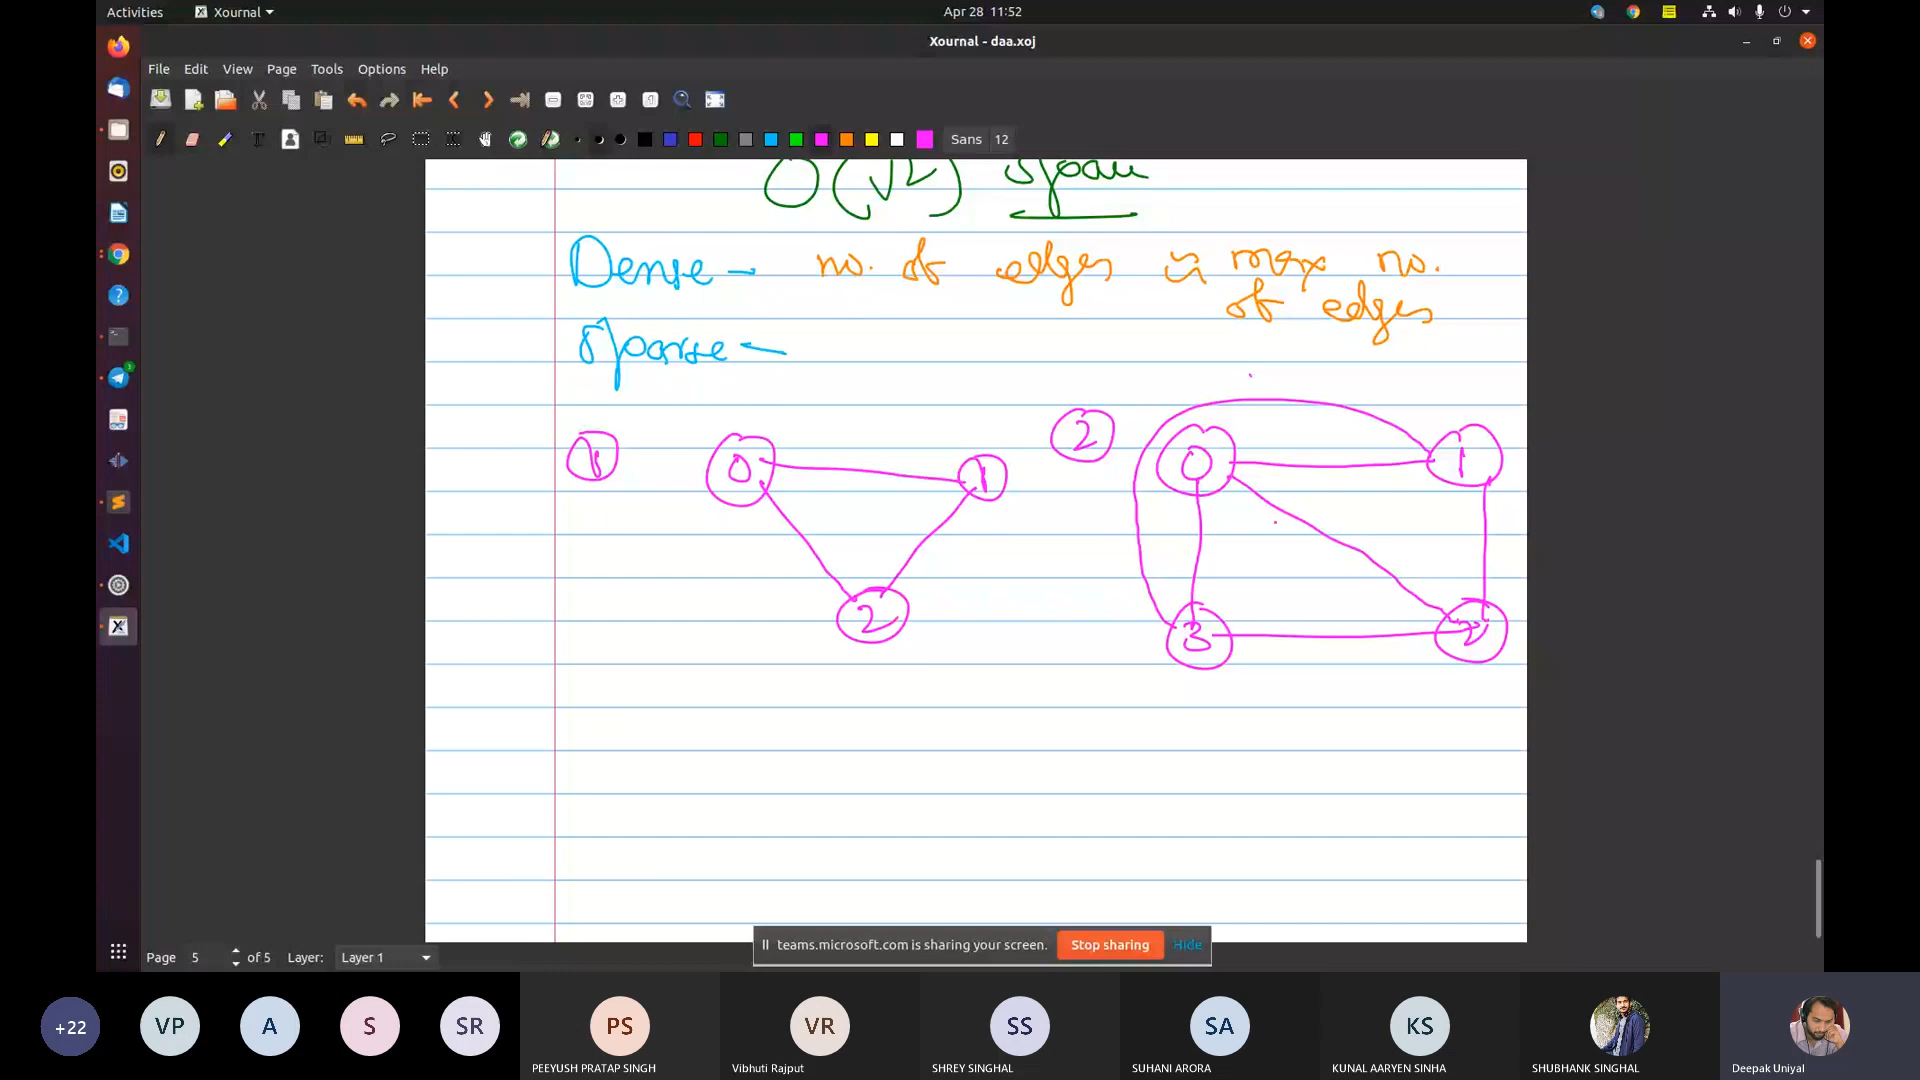 Activities Xournal Apr 28 11:52
Xournal - daa.xoj
File Edit View Page Tools Options Help
Sans 12
O(V²) space
Dense - no. of edges ≈ max no.
of edges
Sparse -
1 0 1 2
2 0 1 3 2
teams.microsoft.com is sharing your screen. Stop sharing Hide
Page 5 of 5 Layer: Layer 1
+22 VP A S SR PS VR SS SA KS
PEEYUSH PRATAP SINGH Vibhuti Rajput SHREY SINGHAL SUHANI ARORA KUNAL AARYEN SINHA SHUBHANK SINGHAL Deepak Uniyal